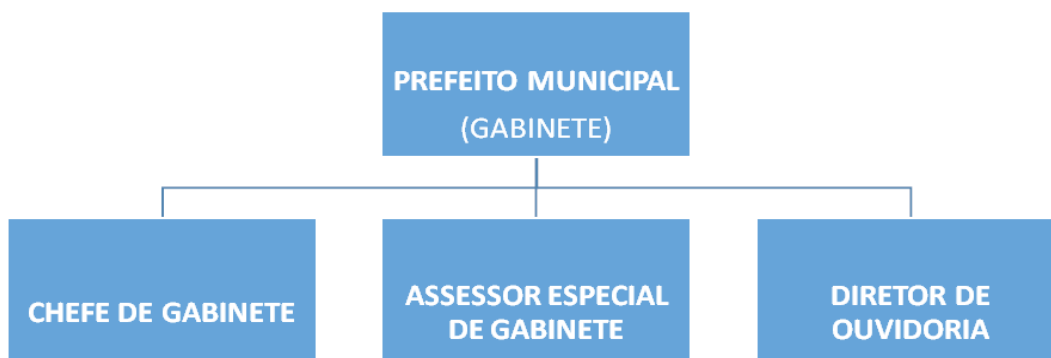 PREFEITO MUNICIPAL
(GABINETE)
CHEFE DE GABINETE
ASSESSOR ESPECIAL
DE GABINETE
DIRETOR DE
OUVIDORIA